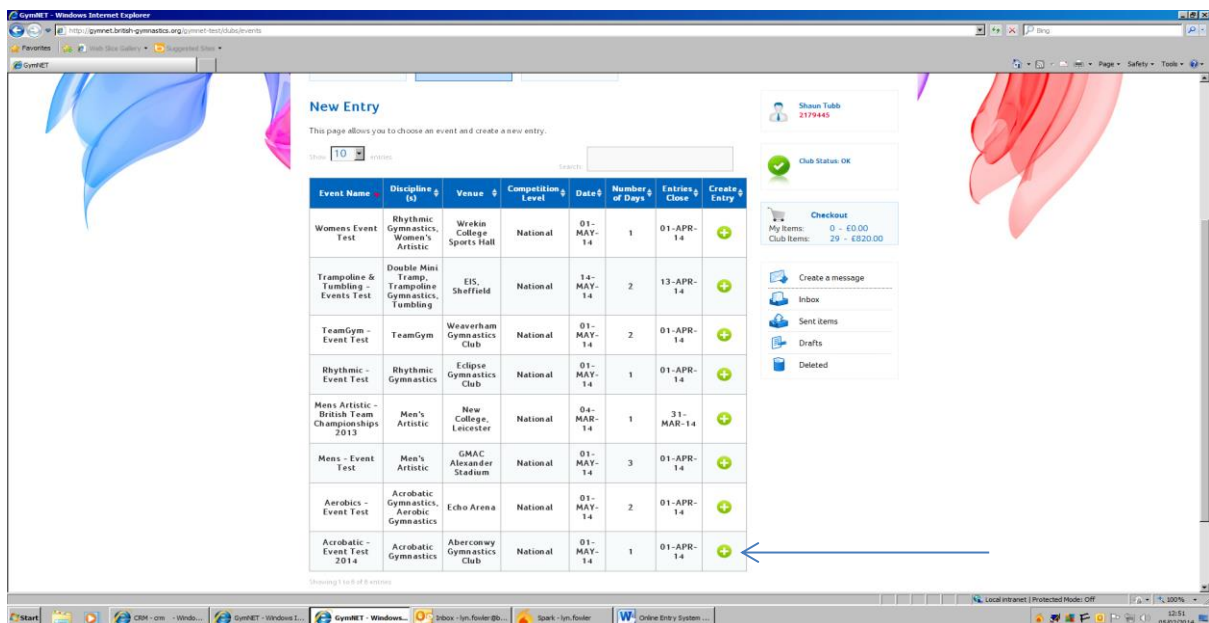 GymNET - Windows Internet Explorer
http://gymnet.british-gymnastics.org/gymnet-test/clubs/events
Bing
Favorites Web Slice Gallery Suggested Sites
GymNET
Page Safety Tools
New Entry
This page allows you to choose an event and create a new entry.
Show 10 entries
Search:
Event Name Discipline (s) Venue Competition Level Date Number of Days Entries Close Create Entry
Womens Event Test Rhythmic Gymnastics, Women's Artistic Wrekin College Sports Hall National 01-MAY-14 1 01-APR-14
Trampoline & Tumbling - Events Test Double Mini Tramp, Trampoline Gymnastics, Tumbling EIS, Sheffield National 14-MAY-14 2 13-APR-14
TeamGym - Event Test TeamGym Weaverham Gymnastics Club National 01-MAY-14 2 01-APR-14
Rhythmic - Event Test Rhythmic Gymnastics Eclipse Gymnastics Club National 01-MAY-14 1 01-APR-14
Mens Artistic - British Team Championships 2013 Men's Artistic New College, Leicester National 04-MAR-14 1 31-MAR-14
Mens - Event Test Men's Artistic GMAC Alexander Stadium National 01-MAY-14 3 01-APR-14
Aerobics - Event Test Acrobatic Gymnastics, Aerobic Gymnastics Echo Arena National 01-MAY-14 2 01-APR-14
Acrobatic - Event Test 2014 Acrobatic Gymnastics Aberconwy Gymnastics Club National 01-MAY-14 1 01-APR-14
Showing 1 to 8 of 8 entries
Shaun Tubb
2179445
Club Status: OK
Checkout
My Items: 0 - £0.00
Club Items: 29 - £820.00
Create a message
Inbox
Sent items
Drafts
Deleted
Local intranet | Protected Mode: Off 100%
Start CRM - crm - Windo... GymNET - Windows I... GymNET - Windows... Inbox - lyn.fowler@b... Spark - lyn.fowler Online Entry System ... 12:51
05/02/2014